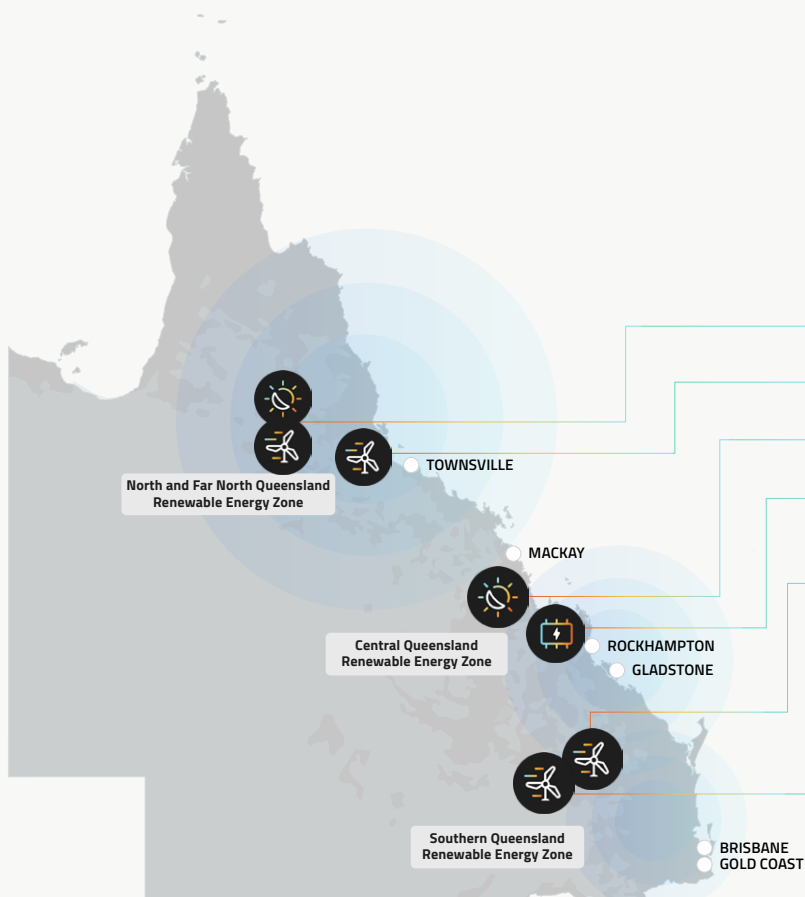 TOWNSVILLE
North and Far North Queensland
Renewable Energy Zone
MACKAY
Central Queensland
Renewable Energy Zone
ROCKHAMPTON
GLADSTONE
Southern Queensland
Renewable Energy Zone
BRISBANE
GOLD COAST